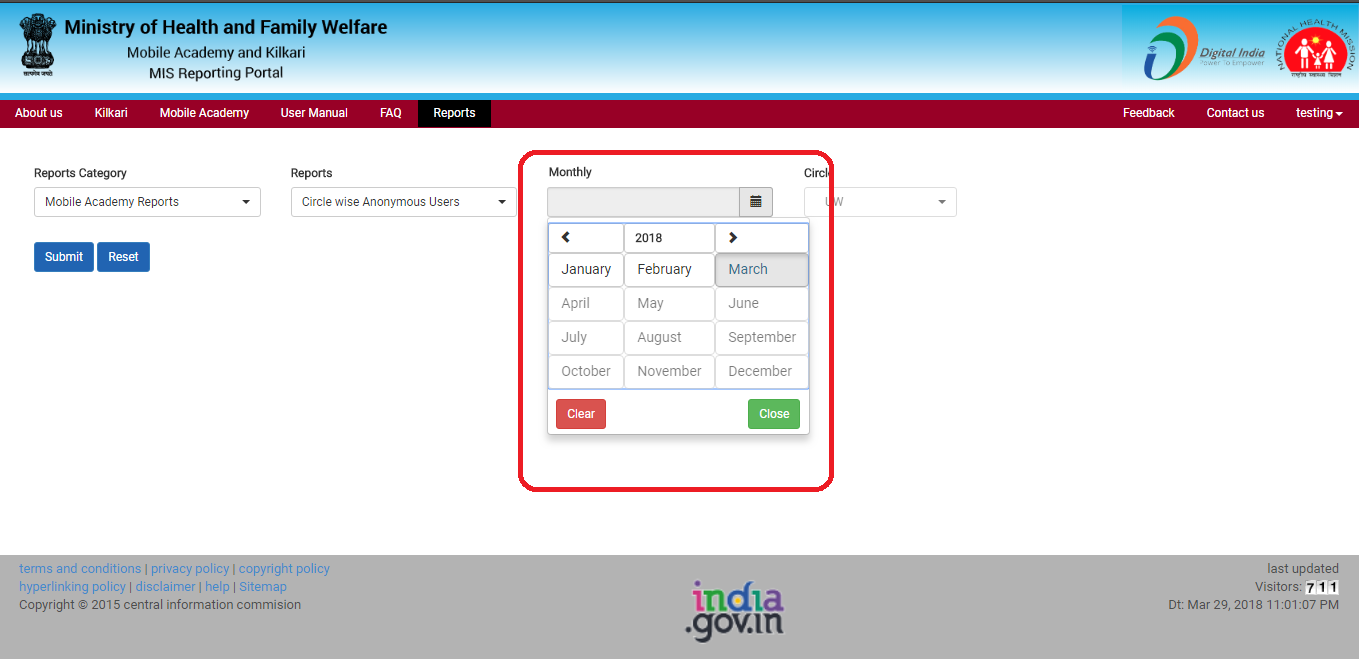 Ministry of Health and Family Welfare
Mobile Academy and Kilkari
MIS Reporting Portal
सत्यमेव जयते
Digital India
Power To Empower
NATIONAL HEALTH MISSION
राष्ट्रीय स्वास्थ्य मिशन
About us Kilkari Mobile Academy User Manual FAQ Reports Feedback Contact us testing
Reports Category Reports Monthly Circle
Mobile Academy Reports Circle wise Anonymous Users UW
Submit Reset
2018
January February March
April May June
July August September
October November December
Clear Close
terms and conditions | privacy policy | copyright policy
hyperlinking policy | disclaimer | help | Sitemap
Copyright © 2015 central information commision
india
.gov.in
last updated
Visitors: 711
Dt: Mar 29, 2018 11:01:07 PM